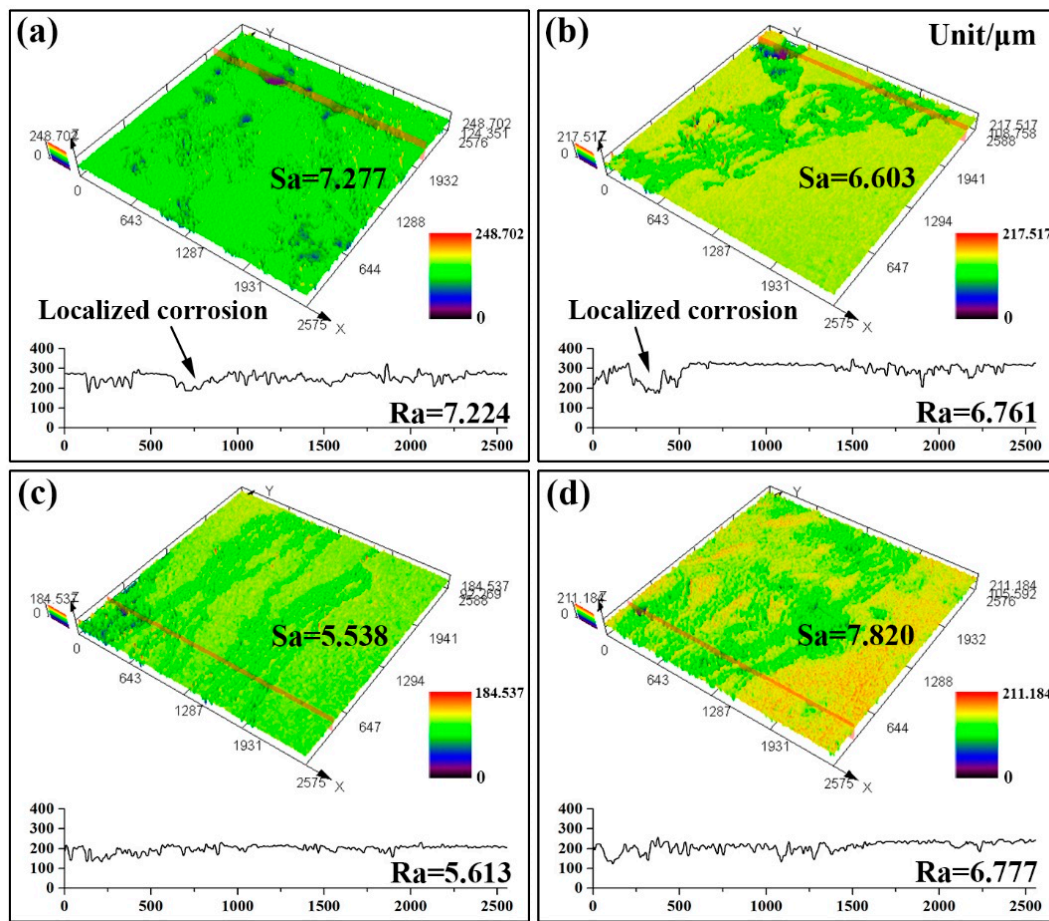 (a)
Y
248.702
Z
0
0
248.702
124.351
2576
1932
1288
644
Sa=7.277
643
1287
1931
2575
X
248.702
0
Localized corrosion
400
300
200
100
0
Ra=7.224
0 500 1000 1500 2000 2500
(b)
Unit/μm
Y
217.517
Z
0
0
217.517
108.758
2588
1941
1294
647
Sa=6.603
643
1287
1931
2575
X
217.517
0
Localized corrosion
400
300
200
100
0
Ra=6.761
0 500 1000 1500 2000 2500
(c)
Y
184.537
Z
0
0
184.537
92.269
2588
1941
1294
647
Sa=5.538
643
1287
1931
2575
X
184.537
0
400
300
200
100
0
Ra=5.613
0 500 1000 1500 2000 2500
(d)
Y
211.184
Z
0
0
211.184
105.592
2576
1932
1288
644
Sa=7.820
643
1287
1931
2575
X
211.184
0
400
300
200
100
0
Ra=6.777
0 500 1000 1500 2000 2500